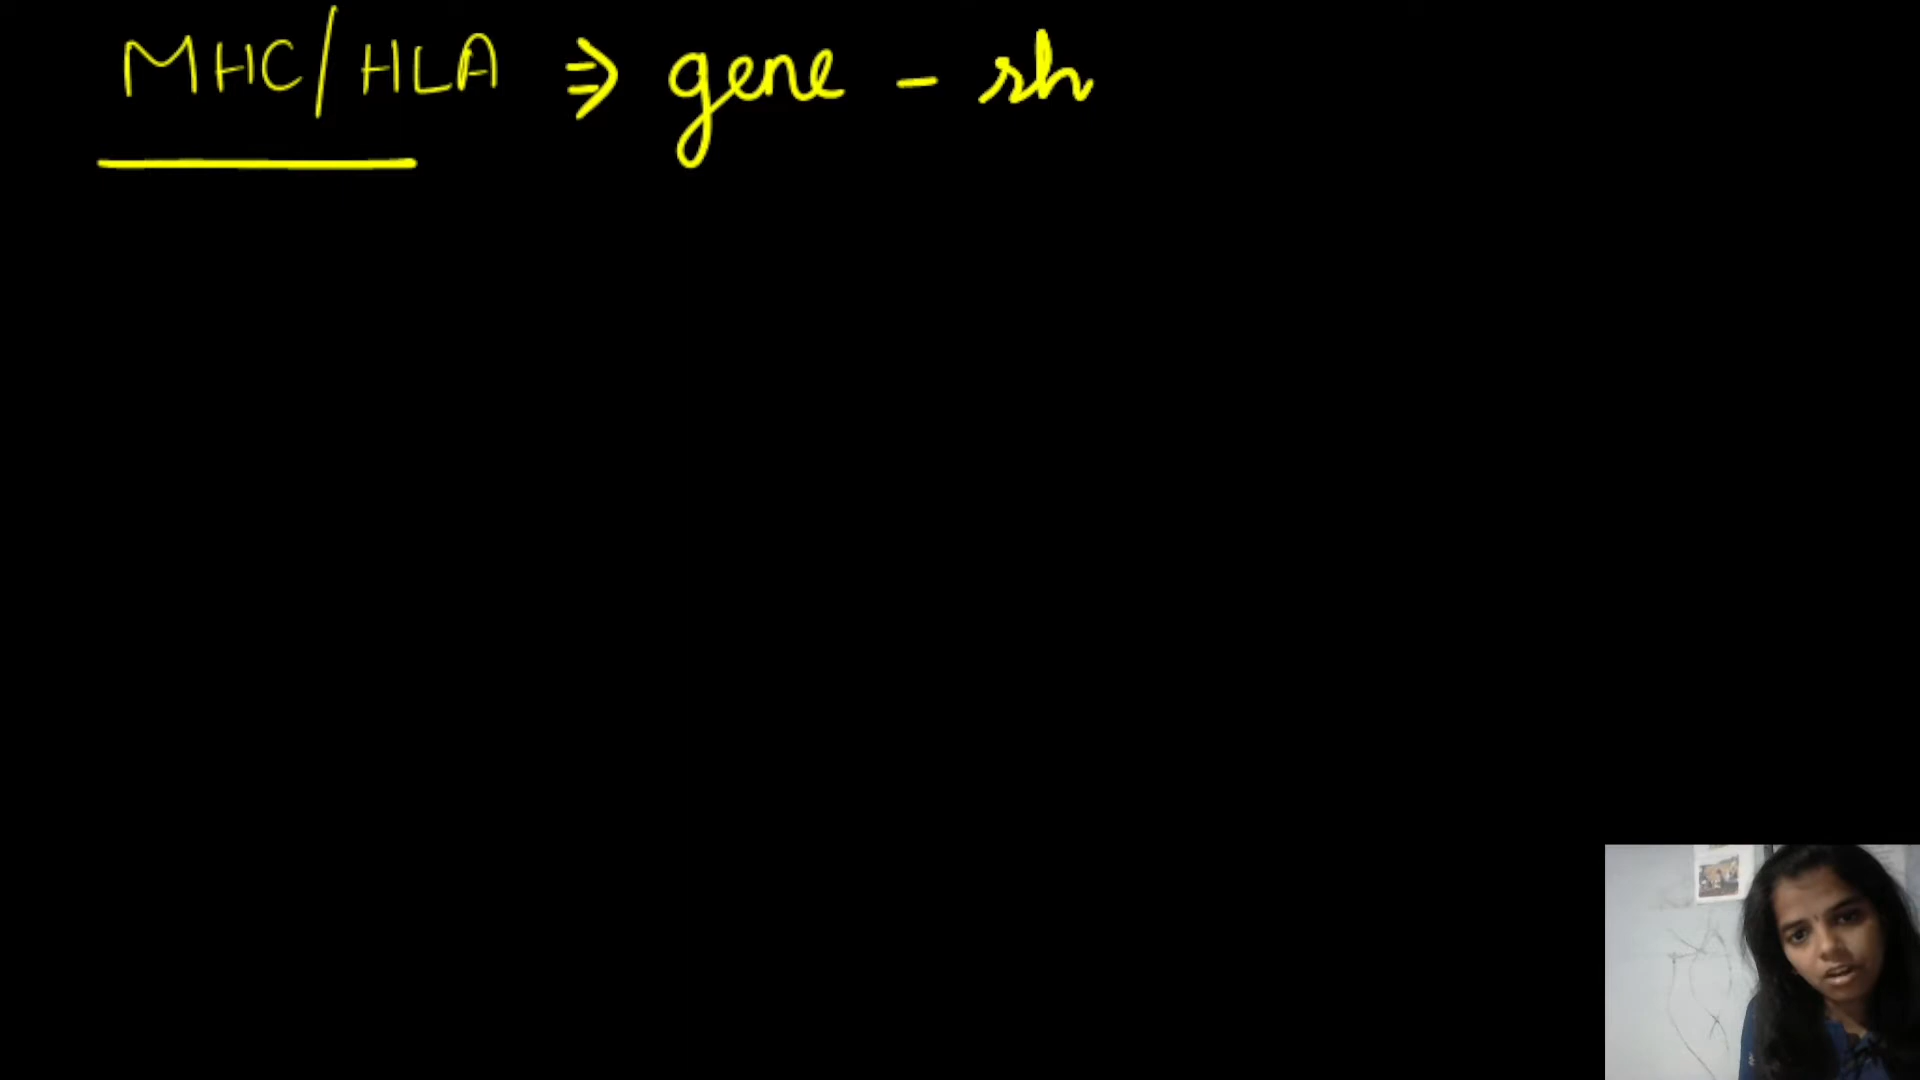 MHC/HLA ⇒ gene - sh